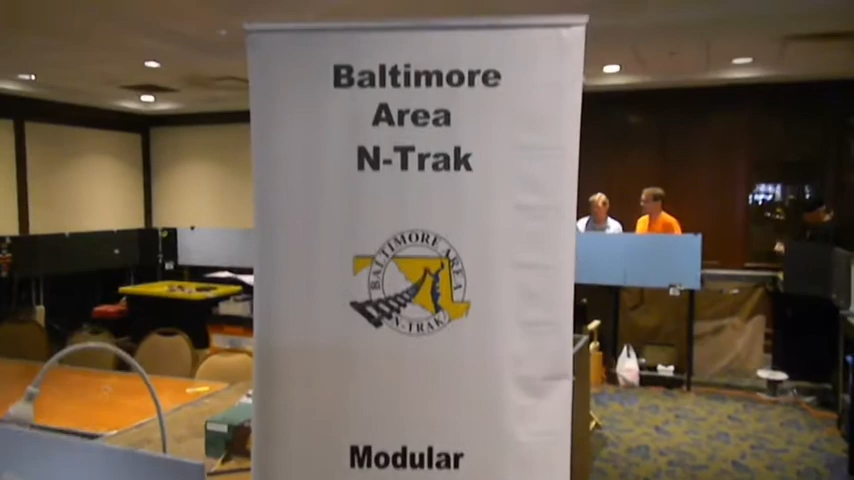 Baltimore
Area
N-Trak
BALTIMORE AREA
N-TRAK
Modular